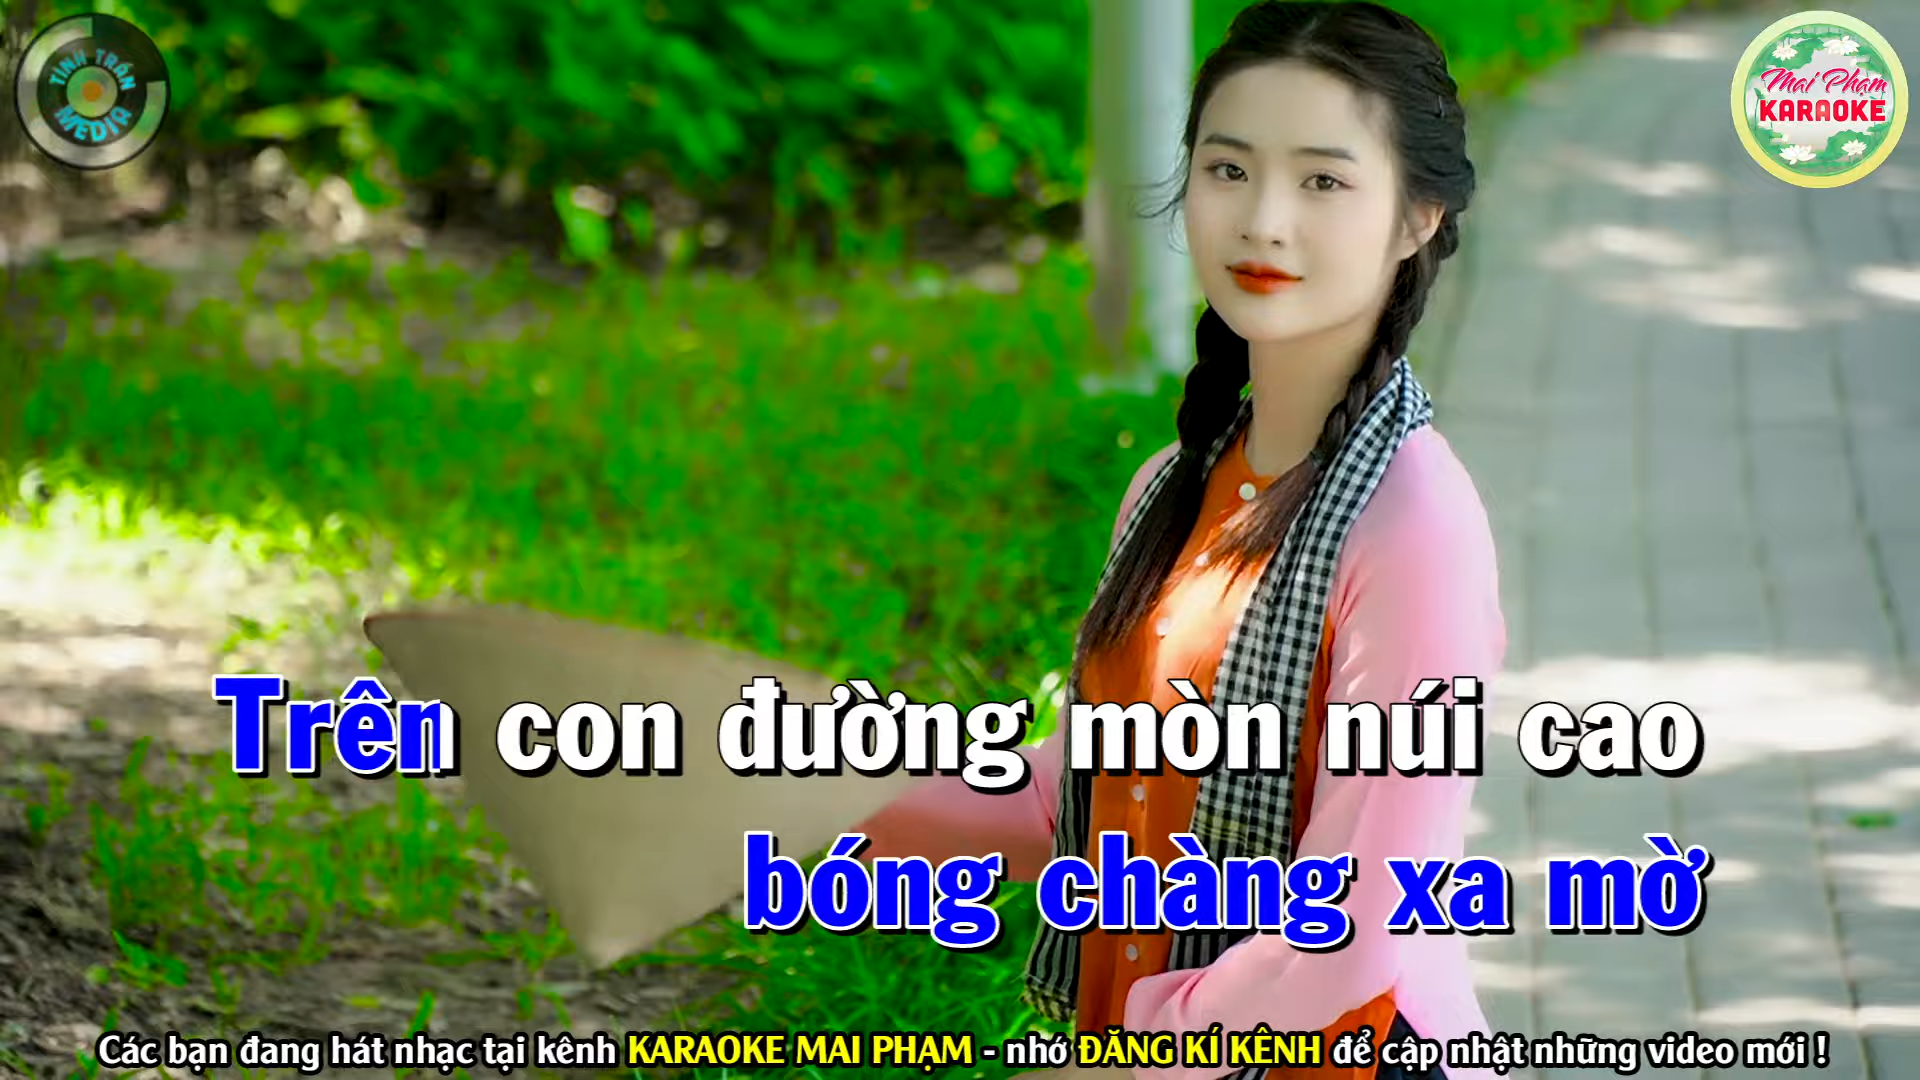 TÌNH TRẦN
MEDIA
Mai Phạm
KARAOKE
Trên con đường mòn núi cao
bóng chàng xa mờ
Các bạn đang hát nhạc tại kênh KARAOKE MAI PHẠM - nhớ ĐĂNG KÍ KÊNH để cập nhật những video mới !